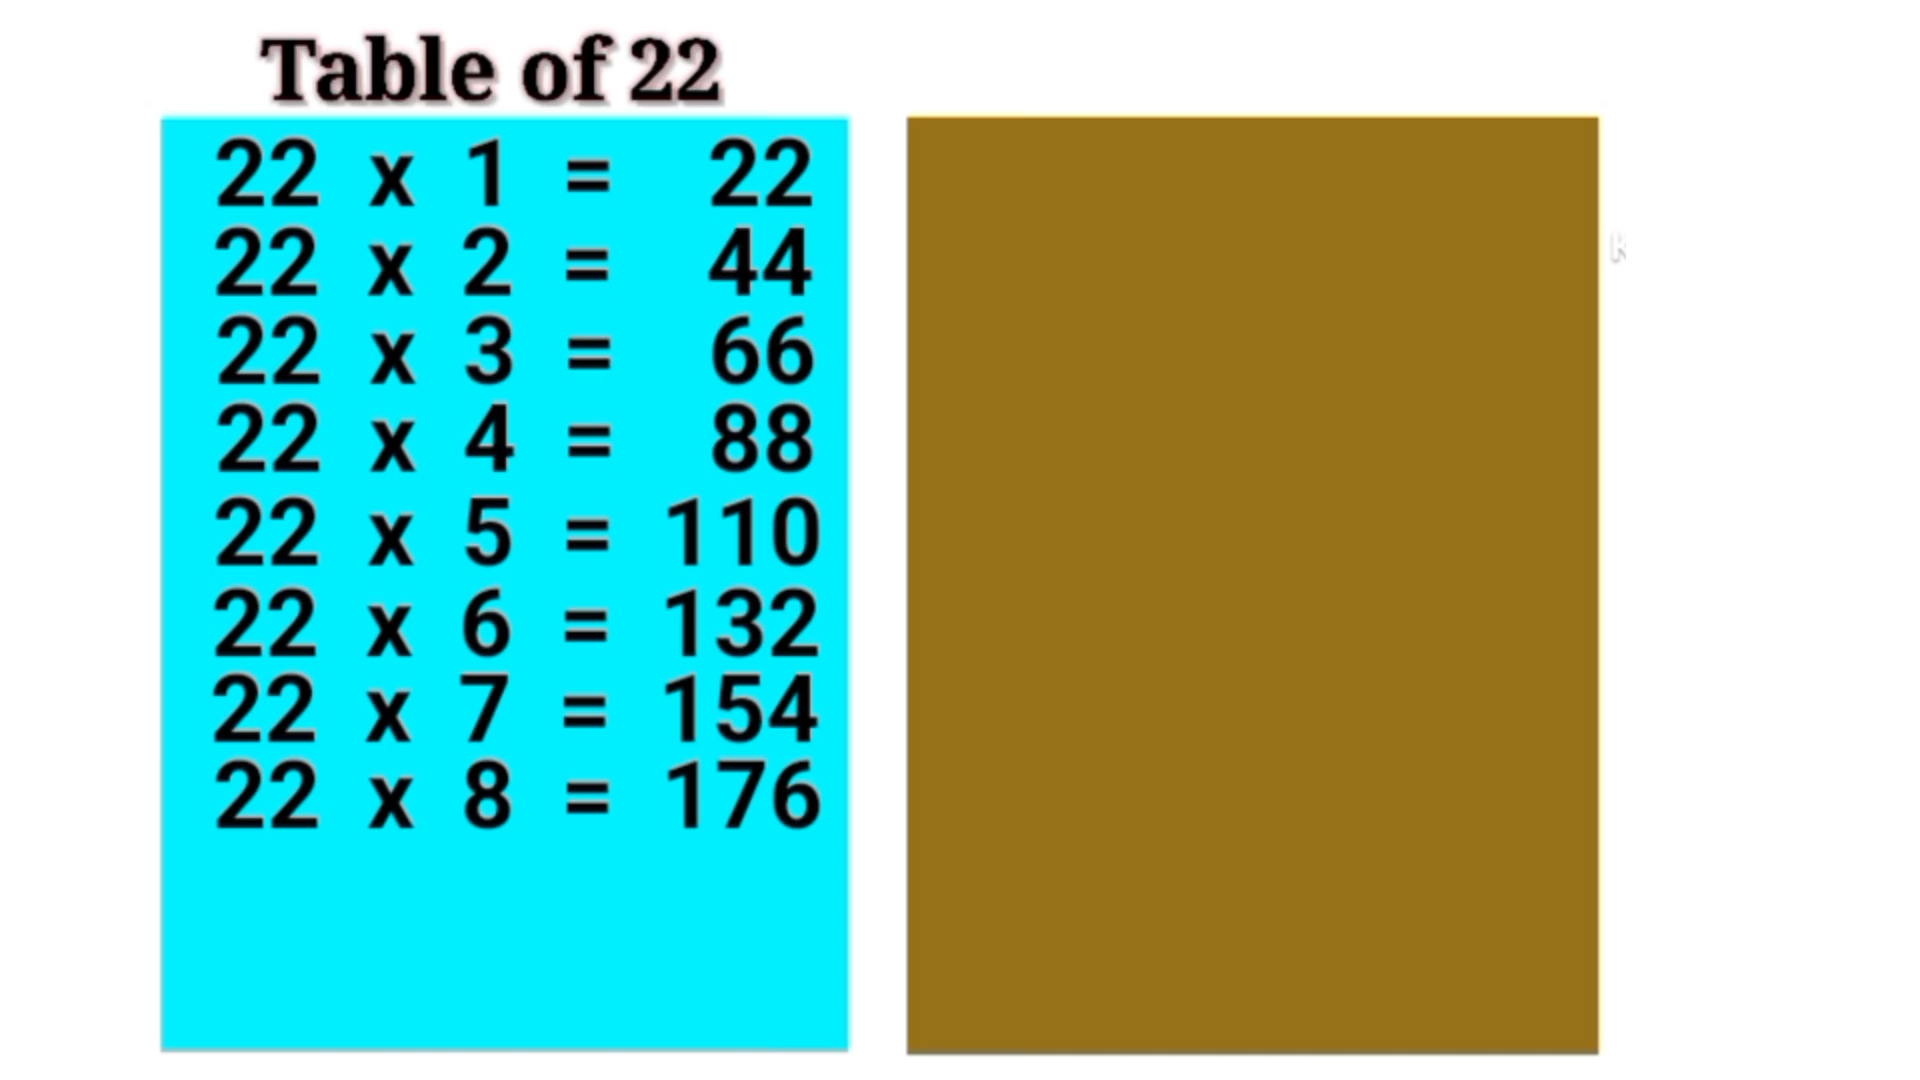 Table of 22
22 x 1 = 22
22 x 2 = 44
22 x 3 = 66
22 x 4 = 88
22 x 5 = 110
22 x 6 = 132
22 x 7 = 154
22 x 8 = 176